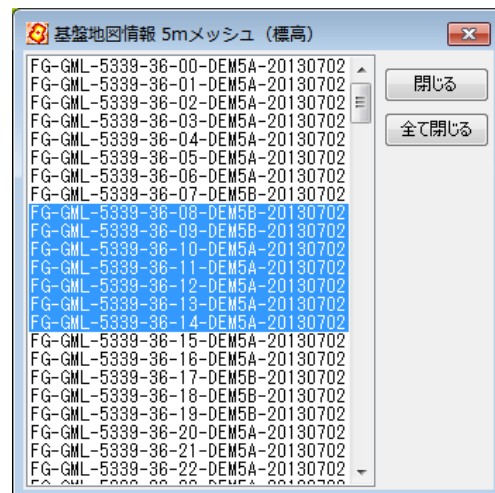 基盤地図情報 5mメッシュ（標高）
FG-GML-5339-36-00-DEM5A-20130702
FG-GML-5339-36-01-DEM5A-20130702
FG-GML-5339-36-02-DEM5A-20130702
FG-GML-5339-36-03-DEM5A-20130702
FG-GML-5339-36-04-DEM5A-20130702
FG-GML-5339-36-05-DEM5A-20130702
FG-GML-5339-36-06-DEM5A-20130702
FG-GML-5339-36-07-DEM5B-20130702
FG-GML-5339-36-08-DEM5B-20130702
FG-GML-5339-36-09-DEM5B-20130702
FG-GML-5339-36-10-DEM5A-20130702
FG-GML-5339-36-11-DEM5A-20130702
FG-GML-5339-36-12-DEM5A-20130702
FG-GML-5339-36-13-DEM5A-20130702
FG-GML-5339-36-14-DEM5A-20130702
FG-GML-5339-36-15-DEM5A-20130702
FG-GML-5339-36-16-DEM5A-20130702
FG-GML-5339-36-17-DEM5B-20130702
FG-GML-5339-36-18-DEM5B-20130702
FG-GML-5339-36-19-DEM5B-20130702
FG-GML-5339-36-20-DEM5A-20130702
FG-GML-5339-36-21-DEM5A-20130702
FG-GML-5339-36-22-DEM5A-20130702
閉じる
全て閉じる